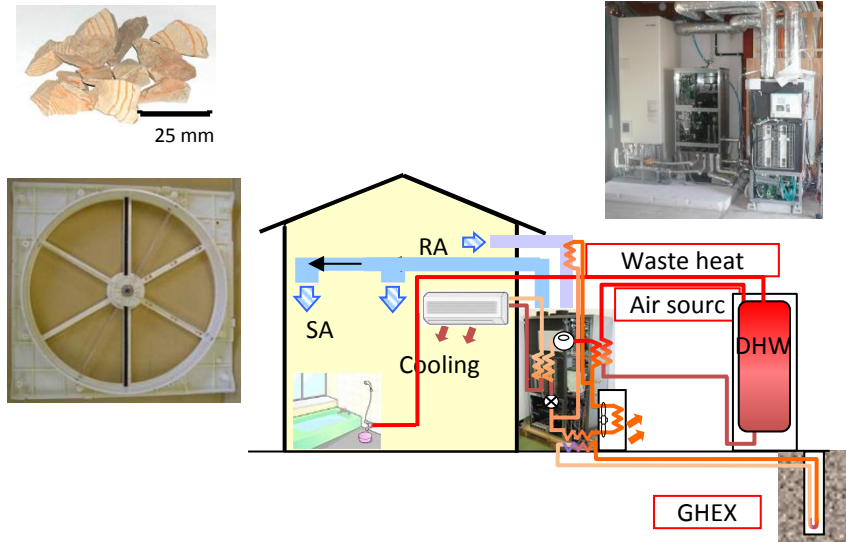 25 mm
RA
Waste heat
Air sourc
SA
DHW
Cooling
GHEX